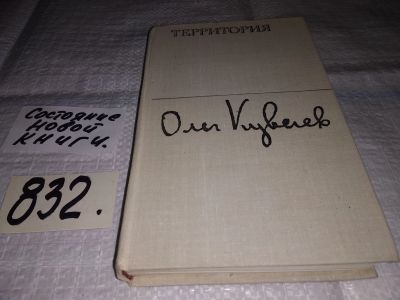 ТЕРРИТОРИЯ
Олег Куваев
Состояние
новой
книги.
832.